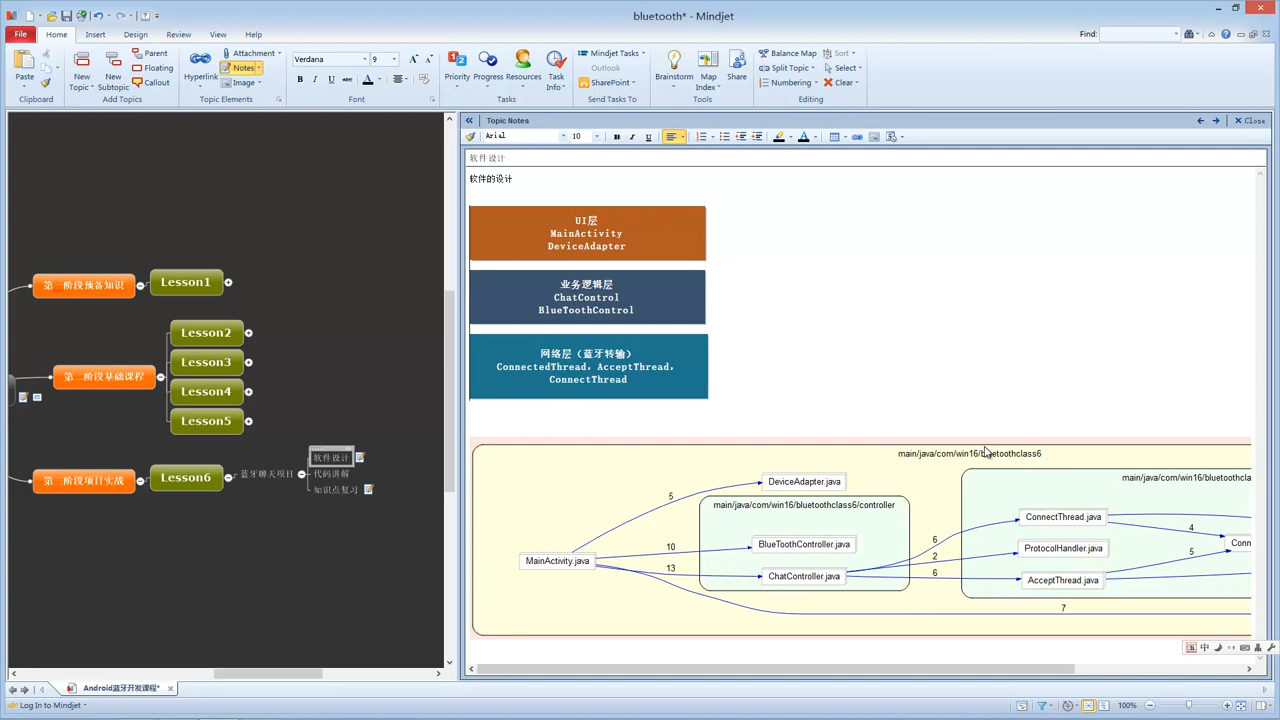 bluetooth* - Mindjet
File
Home
Insert
Design
Review
View
Help
Find:
Paste
Clipboard
New Topic
New Subtopic
Parent
Floating
Callout
Add Topics
Hyperlink
Attachment
Notes
Image
Topic Elements
Verdana
9
B
I
U
abc
A
Font
Priority
Progress
Resources
Task Info
Tasks
Mindjet Tasks
Outlook
SharePoint
Send Tasks To
Brainstorm
Map Index
Share
Tools
Balance Map
Split Topic
Numbering
Sort
Select
Clear
Editing
Topic Notes
Close
Arial
10
B
I
U
A
软件设计
软件的设计
UI层
MainActivity
DeviceAdapter
业务逻辑层
ChatControl
BlueToothControl
网络层（蓝牙转输）
ConnectedThread, AcceptThread,
ConnectThread
第一阶段预备知识
Lesson1
Lesson2
Lesson3
第二阶段基础课程
Lesson4
Lesson5
第三阶段项目实战
Lesson6
蓝牙聊天项目
软件设计
代码讲解
知识点复习
main/java/com/win16/bluetoothclass6
main/java/com/win16/bluetoothcla
DeviceAdapter.java
5
main/java/com/win16/bluetoothclass6/controller
ConnectThread.java
4
BlueToothController.java
10
6
Conn
ProtocolHandler.java
2
5
MainActivity.java
13
ChatController.java
6
AcceptThread.java
7
中
Android蓝牙开发课程*
Log In to Mindjet
100%